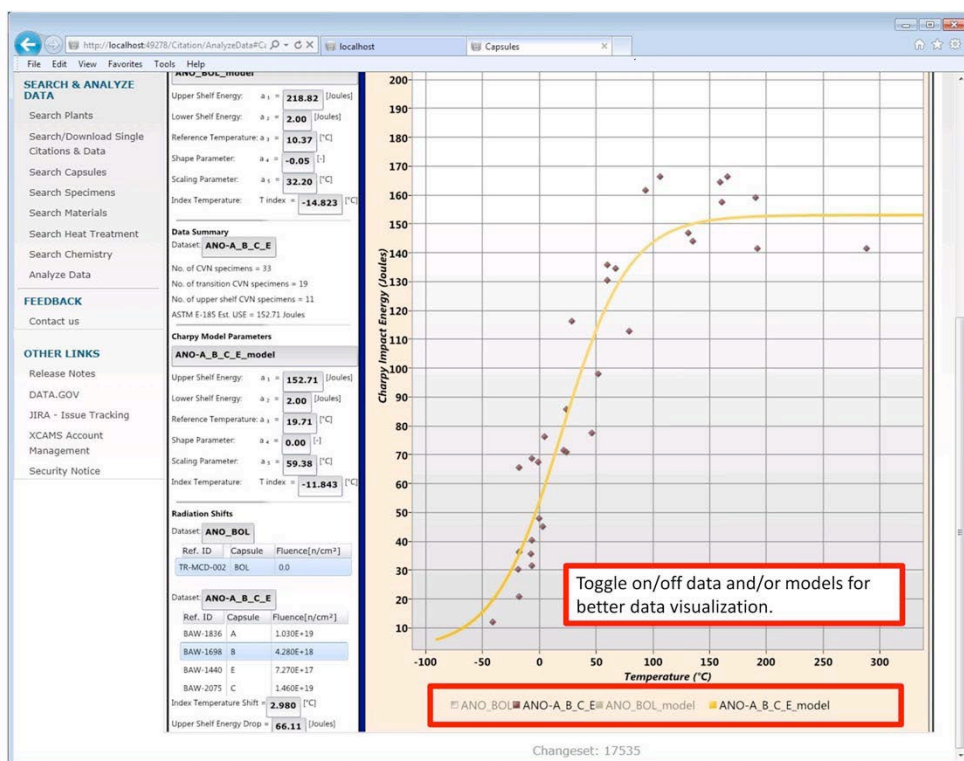 http://localhost:49278/Citation/AnalyzeData#Ca
localhost
Capsules
File Edit View Favorites Tools Help
SEARCH & ANALYZE
DATA
Search Plants
Search/Download Single
Citations & Data
Search Capsules
Search Specimens
Search Materials
Search Heat Treatment
Search Chemistry
Analyze Data
FEEDBACK
Contact us
OTHER LINKS
Release Notes
DATA.GOV
JIRA - Issue Tracking
XCAMS Account
Management
Security Notice
ANO_BOL_model
Upper Shelf Energy: a ₁ = 218.82 [Joules]
Lower Shelf Energy: a ₂ = 2.00 [Joules]
Reference Temperature: a ₃ = 10.37 [°C]
Shape Parameter: a ₄ = -0.05 [-]
Scaling Parameter: a ₅ = 32.20 [°C]
Index Temperature: T index = -14.823 [°C]
Data Summary
Dataset: ANO-A_B_C_E
No. of CVN specimens = 33
No. of transition CVN specimens = 19
No. of upper shelf CVN specimens = 11
ASTM E-185 Est. USE = 152.71 Joules
Charpy Model Parameters
ANO-A_B_C_E_model
Upper Shelf Energy: a ₁ = 152.71 [Joules]
Lower Shelf Energy: a ₂ = 2.00 [Joules]
Reference Temperature: a ₃ = 19.71 [°C]
Shape Parameter: a ₄ = 0.00 [-]
Scaling Parameter: a ₅ = 59.38 [°C]
Index Temperature: T index = -11.843 [°C]
Radiation Shifts
Dataset: ANO_BOL
Ref. ID Capsule Fluence[n/cm²]
TR-MCD-002 BOL 0.0
Dataset: ANO-A_B_C_E
Ref. ID Capsule Fluence[n/cm²]
BAW-1836 A 1.030E+19
BAW-1698 B 4.280E+18
BAW-1440 E 7.270E+17
BAW-2075 C 1.460E+19
Index Temperature Shift = 2.980 [°C]
Upper Shelf Energy Drop = 66.11 [Joules]
Charpy Impact Energy (Joules)
200
190
180
170
160
150
140
130
120
110
100
90
80
70
60
50
40
30
20
10
Toggle on/off data and/or models for
better data visualization.
-100 -50 0 50 100 150 200 250 300
Temperature (°C)
ANO_BOL ANO-A_B_C_E ANO_BOL_model ANO-A_B_C_E_model
Changeset: 17535